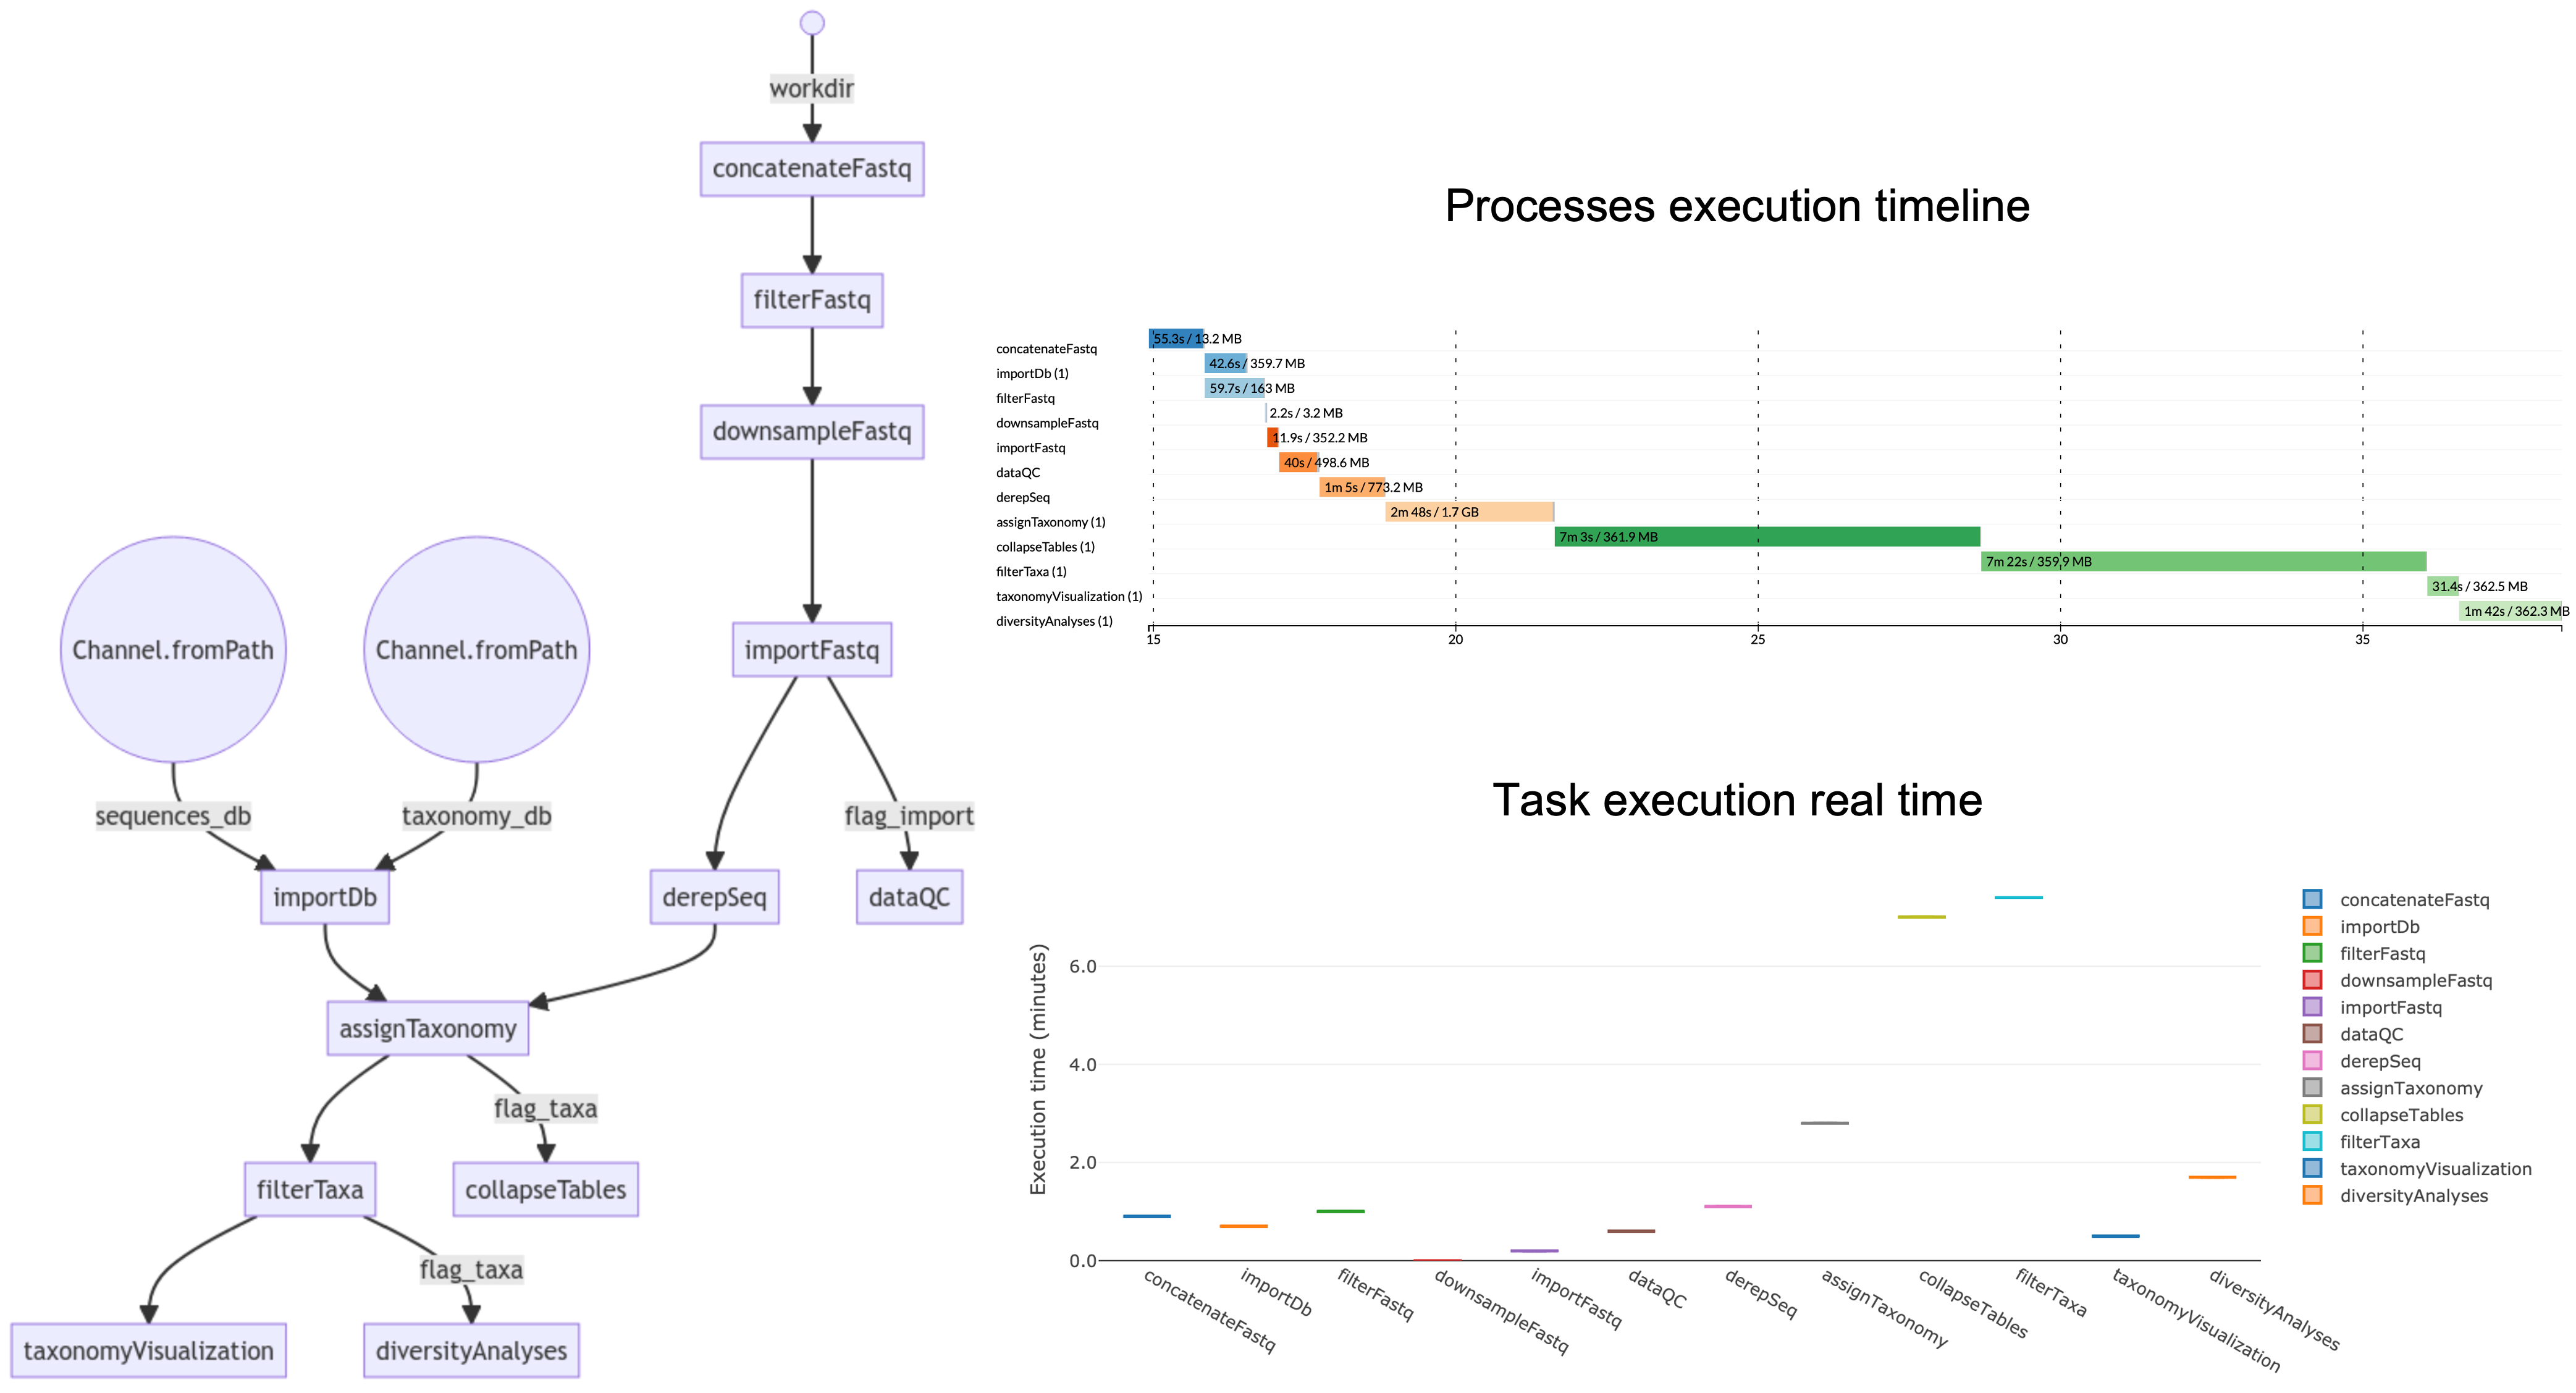 workdir
concatenateFastq
filterFastq
downsampleFastq
importFastq
Channel.fromPath
Channel.fromPath
sequences_db
taxonomy_db
flag_import
importDb
derepSeq
dataQC
assignTaxonomy
flag_taxa
filterTaxa
collapseTables
flag_taxa
taxonomyVisualization
diversityAnalyses
Processes execution timeline
concatenateFastq
55.3s / 13.2 MB
importDb (1)
42.6s / 359.7 MB
filterFastq
59.7s / 163 MB
downsampleFastq
2.2s / 3.2 MB
importFastq
11.9s / 352.2 MB
dataQC
40s / 498.6 MB
derepSeq
1m 5s / 773.2 MB
assignTaxonomy (1)
2m 48s / 1.7 GB
collapseTables (1)
7m 3s / 361.9 MB
filterTaxa (1)
7m 22s / 359.9 MB
taxonomyVisualization (1)
31.4s / 362.5 MB
diversityAnalyses (1)
1m 42s / 362.3 MB
15 20 25 30 35
Task execution real time
Execution time (minutes)
6.0
4.0
2.0
0.0
concatenateFastq
importDb
filterFastq
downsampleFastq
importFastq
dataQC
derepSeq
assignTaxonomy
collapseTables
filterTaxa
taxonomyVisualization
diversityAnalyses
concatenateFastq
importDb
filterFastq
downsampleFastq
importFastq
dataQC
derepSeq
assignTaxonomy
collapseTables
filterTaxa
taxonomyVisualization
diversityAnalyses